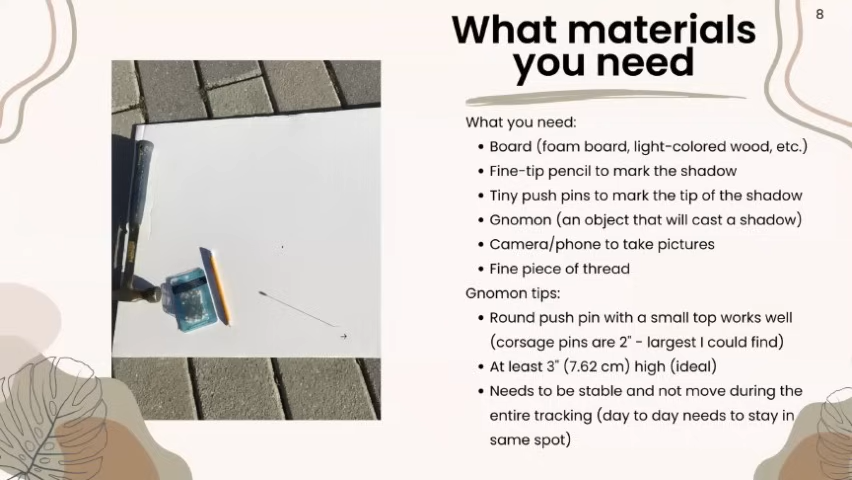 8
What materials
you need
What you need:
• Board (foam board, light-colored wood, etc.)
• Fine-tip pencil to mark the shadow
• Tiny push pins to mark the tip of the shadow
• Gnomon (an object that will cast a shadow)
• Camera/phone to take pictures
• Fine piece of thread
Gnomon tips:
• Round push pin with a small top works well
(corsage pins are 2" - largest I could find)
• At least 3" (7.62 cm) high (ideal)
• Needs to be stable and not move during the
entire tracking (day to day needs to stay in
same spot)